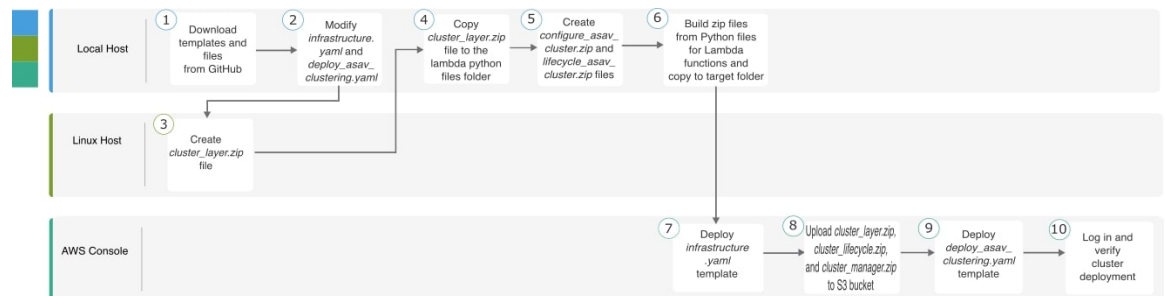 Local Host
1
Download
templates and
files
from GitHub
2
Modify
infrastructure.
yaml and
deploy_asav_
clustering.yaml
4
Copy
cluster_layer.zip
file to the
lambda python
files folder
5
Create
configure_asav_
cluster.zip and
lifecycle_asav_
cluster.zip files
6
Build zip files
from Python files
for Lambda
functions and
copy to target folder
Linux Host
3
Create
cluster_layer.zip
file
AWS Console
7
Deploy
infrastructure
.yaml
template
8
Upload cluster_layer.zip,
cluster_lifecycle.zip,
and cluster_manager.zip
to S3 bucket
9
Deploy
deploy_asav_
clustering.yaml
template
10
Log in and
verify
cluster
deployment